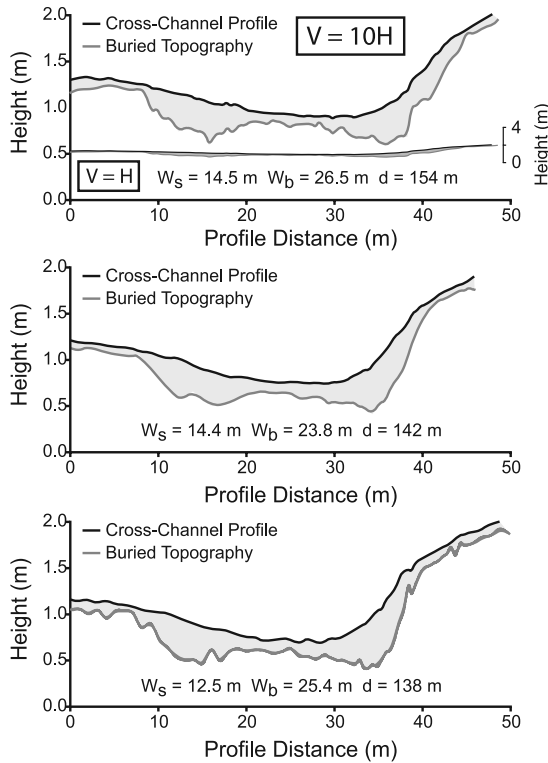 2.0
Cross-Channel Profile
Buried Topography
V = 10H
1.5
1.0
0.5
0.0
Height (m)
4
0
Height (m)
V = H
Ws = 14.5 m Wb = 26.5 m d = 154 m
0 10 20 30 40 50
Profile Distance (m)
2.0
Cross-Channel Profile
Buried Topography
1.5
1.0
0.5
0.0
Height (m)
Ws = 14.4 m Wb = 23.8 m d = 142 m
0 10 20 30 40 50
Profile Distance (m)
2.0
Cross-Channel Profile
Buried Topography
1.5
1.0
0.5
0.0
Height (m)
Ws = 12.5 m Wb = 25.4 m d = 138 m
0 10 20 30 40 50
Profile Distance (m)